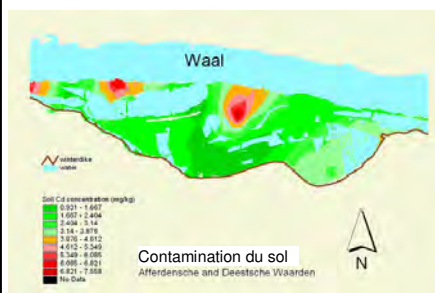 Waal
winterdike
water
Soil Cd concentration (mg/kg)
0.931 - 1.667
1.667 - 2.404
2.404 - 3.14
3.14 - 3.876
3.876 - 4.612
4.612 - 5.349
5.349 - 6.085
6.085 - 6.821
6.821 - 7.558
No Data
Contamination du sol
Afferdensche and Deestsche Waarden
N